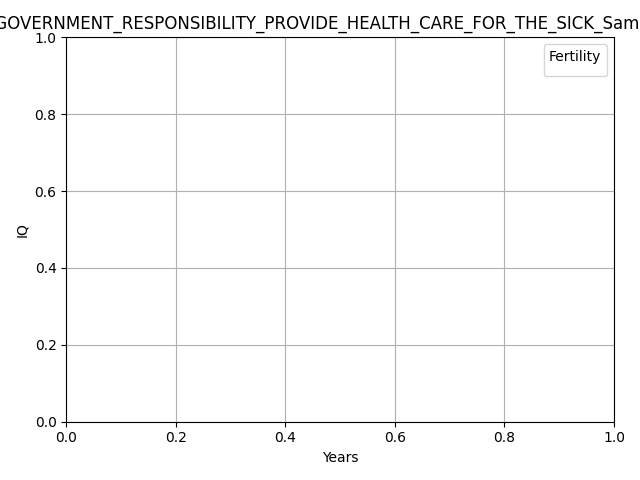 GOVERNMENT_RESPONSIBILITY_PROVIDE_HEALTH_CARE_FOR_THE_SICK_Sam
Fertility
1.0
0.8
0.6
0.4
0.2
0.0
IQ
0.0 0.2 0.4 0.6 0.8 1.0
Years